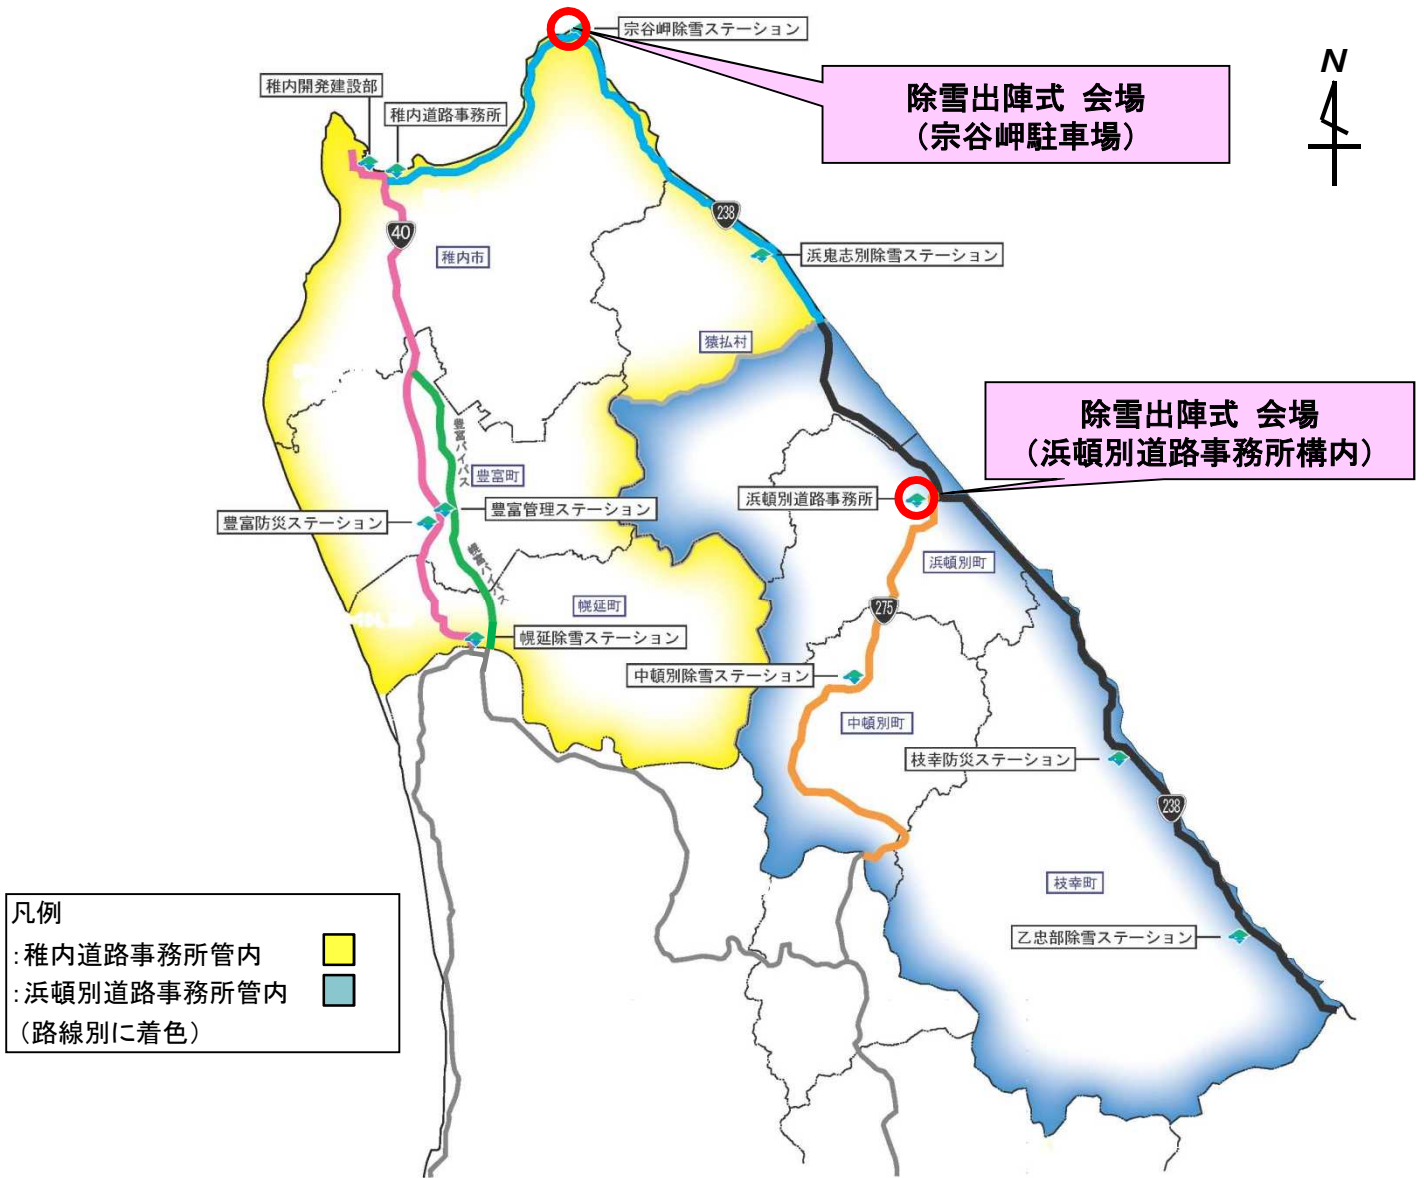 宗谷岬除雪ステーション
除雪出陣式 会場
（宗谷岬駐車場）
N
稚内開発建設部
稚内道路事務所
238
40
稚内市
浜鬼志別除雪ステーション
猿払村
除雪出陣式 会場
（浜頓別道路事務所構内）
豊富バイパス
豊富町
浜頓別道路事務所
豊富管理ステーション
豊富防災ステーション
幌富バイパス
浜頓別町
幌延町
275
幌延除雪ステーション
中頓別除雪ステーション
中頓別町
枝幸防災ステーション
238
枝幸町
乙忠部除雪ステーション
凡例
：稚内道路事務所管内
：浜頓別道路事務所管内
（路線別に着色）